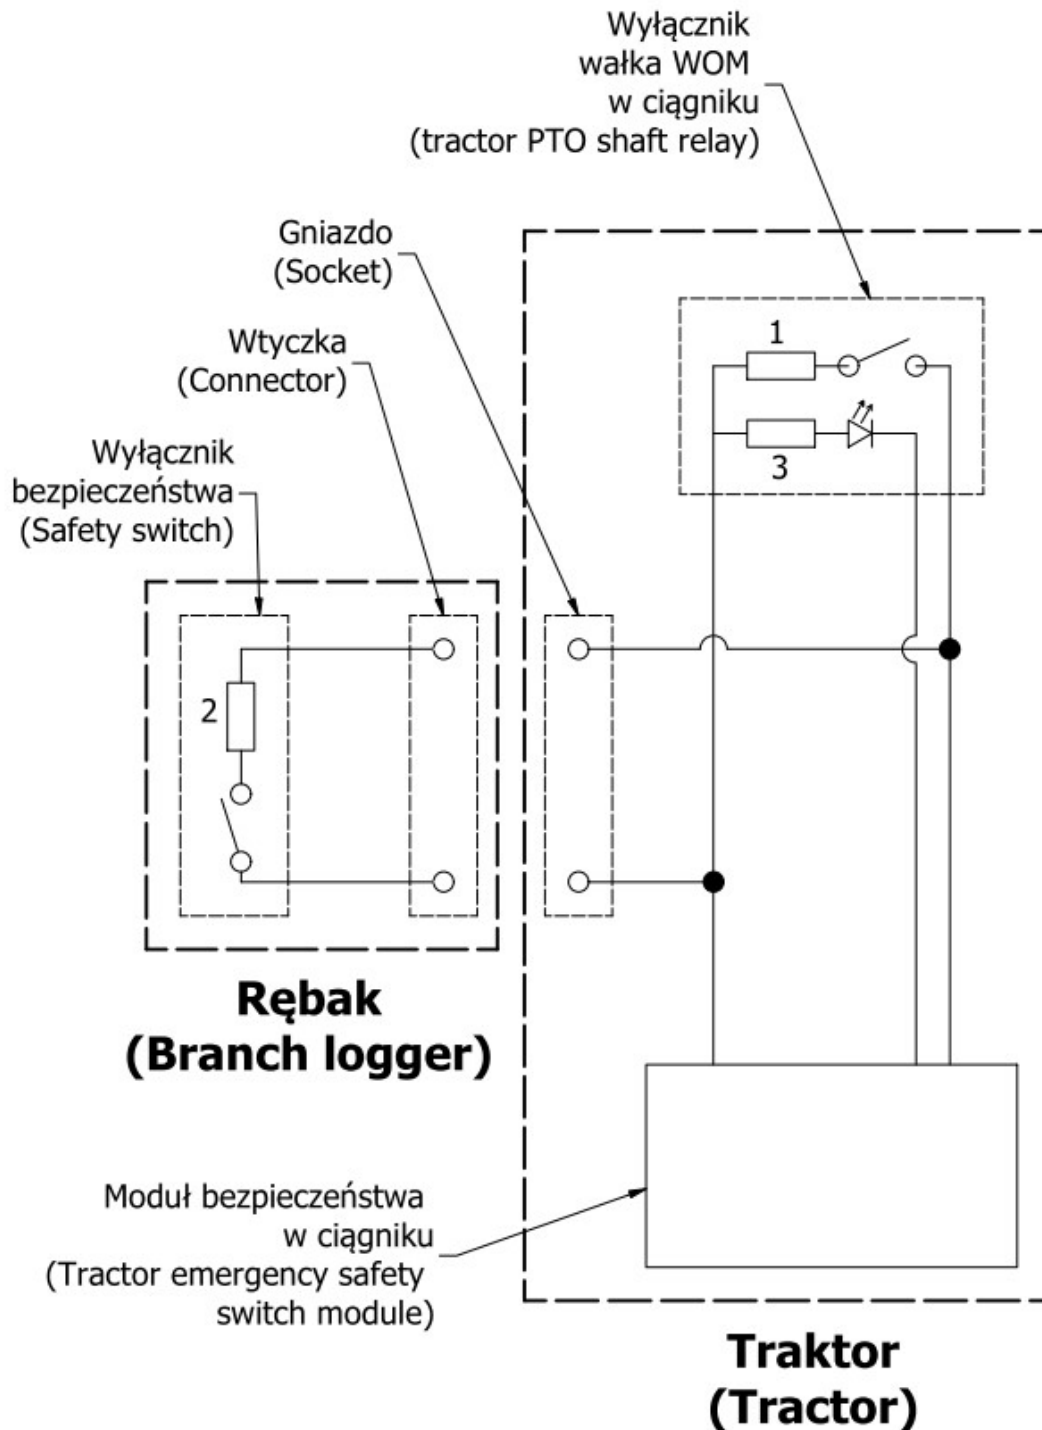 Wyłącznik
wałka WOM
w ciągniku
(tractor PTO shaft relay)
Gniazdo
(Socket)
Wtyczka
(Connector)
Wyłącznik
bezpieczeństwa
(Safety switch)
1
3
2
Rębak
(Branch logger)
Moduł bezpieczeństwa
w ciągniku
(Tractor emergency safety
switch module)
Traktor
(Tractor)